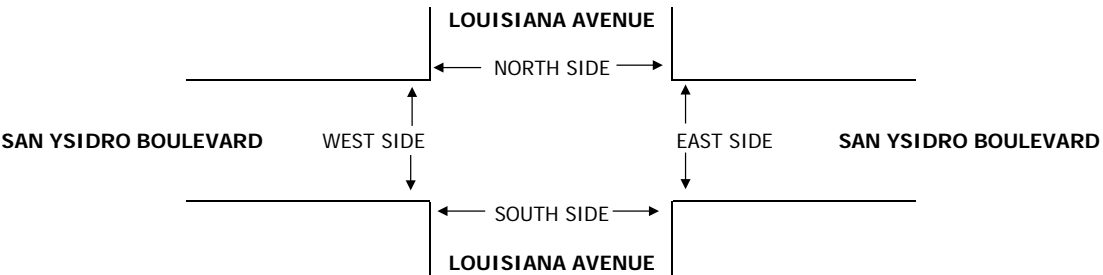 LOUISIANA AVENUE
NORTH SIDE
SAN YSIDRO BOULEVARD WEST SIDE EAST SIDE SAN YSIDRO BOULEVARD
SOUTH SIDE
LOUISIANA AVENUE